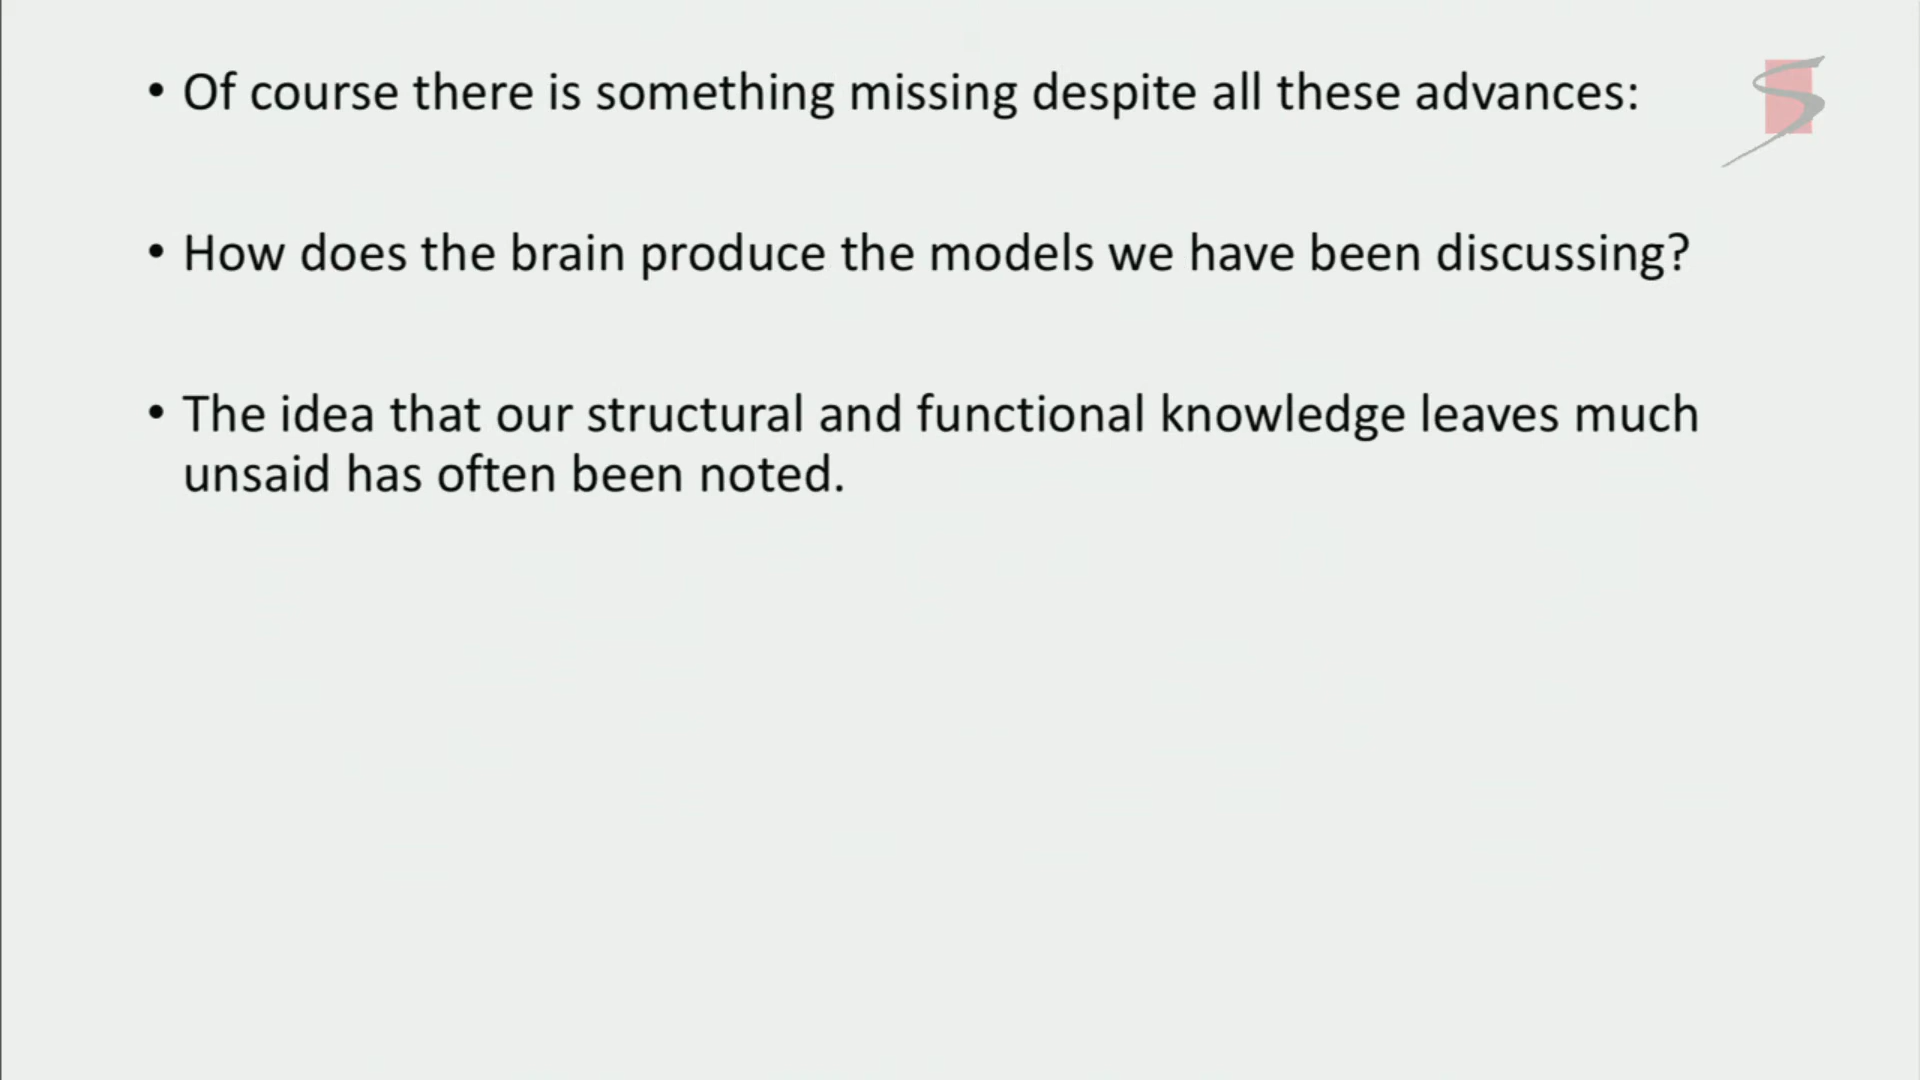 • Of course there is something missing despite all these advances:
• How does the brain produce the models we have been discussing?
• The idea that our structural and functional knowledge leaves much
unsaid has often been noted.